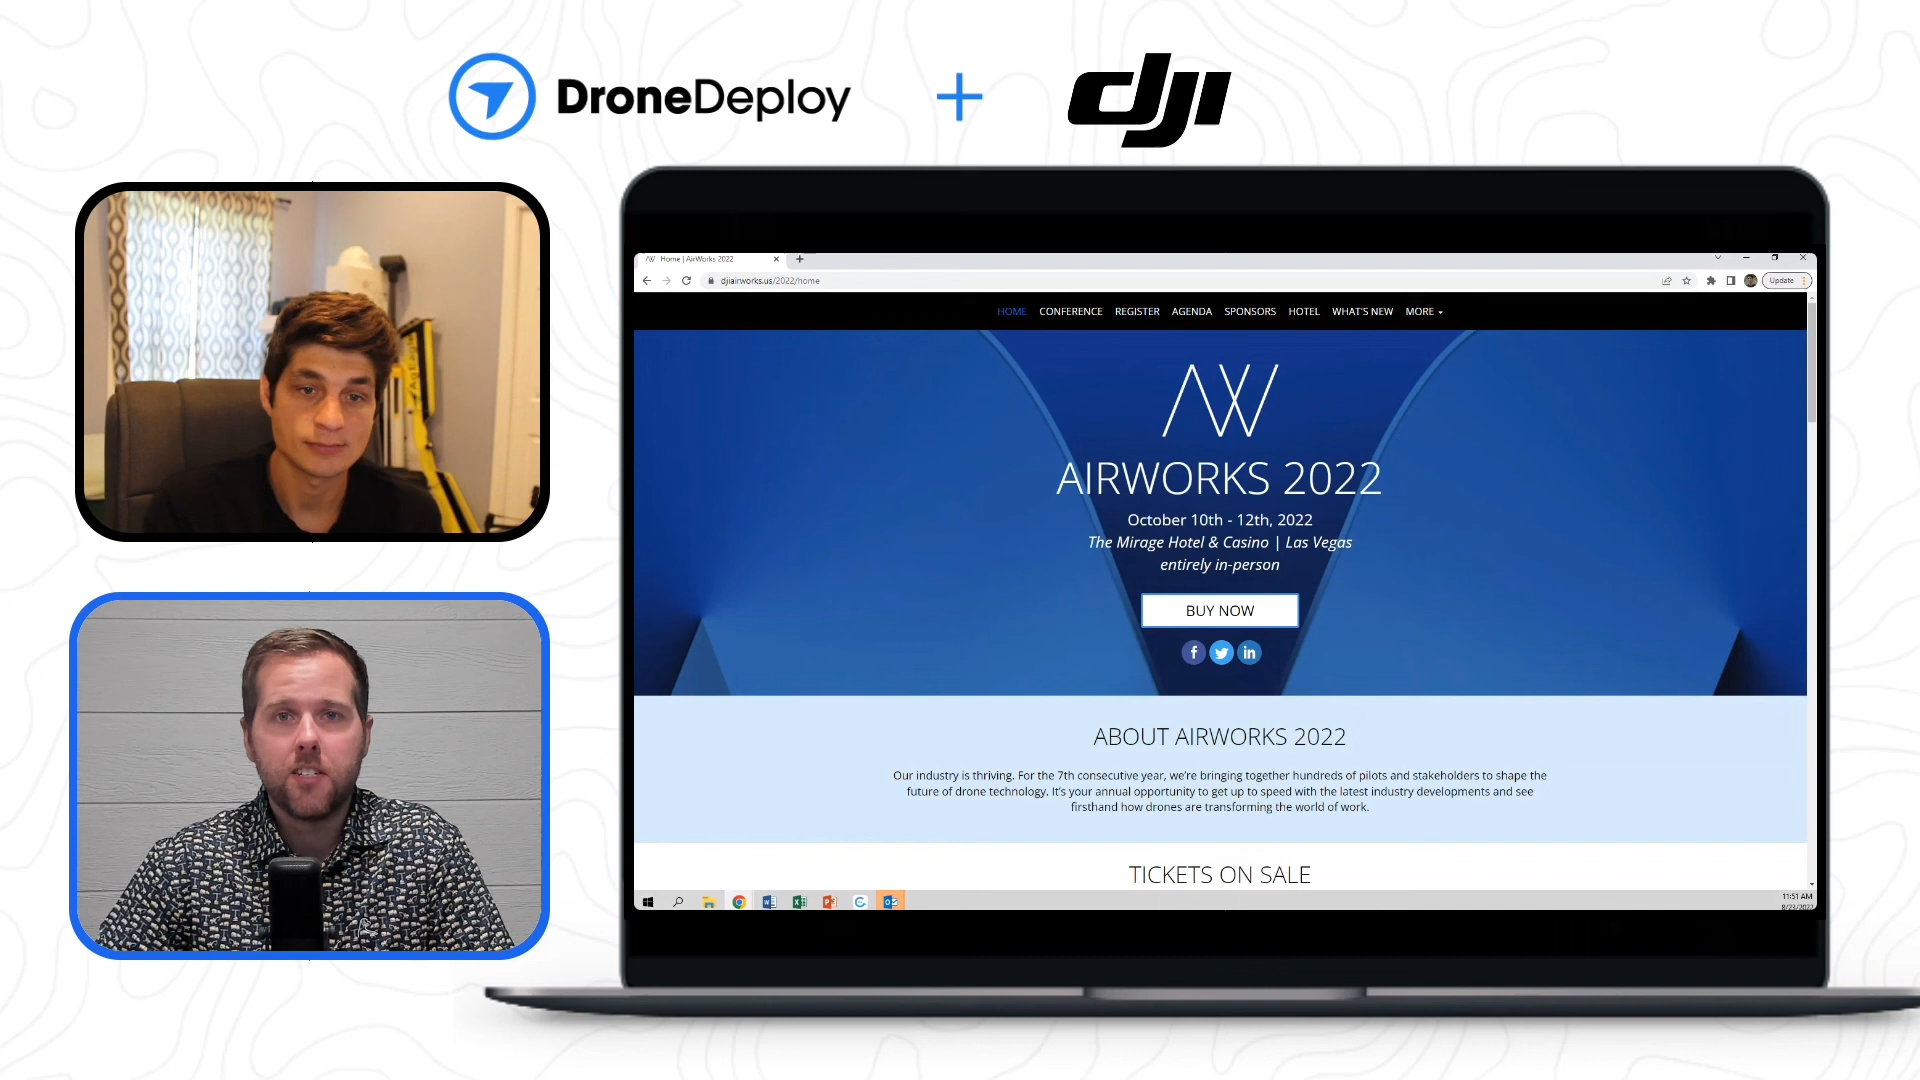 DroneDeploy + dji
Home | AirWorks 2022
djiairworks.us/2022/home
Update
HOME CONFERENCE REGISTER AGENDA SPONSORS HOTEL WHAT'S NEW MORE
AW
AIRWORKS 2022
October 10th - 12th, 2022
The Mirage Hotel & Casino | Las Vegas
entirely in-person
BUY NOW
ABOUT AIRWORKS 2022
Our industry is thriving. For the 7th consecutive year, we're bringing together hundreds of pilots and stakeholders to shape the
future of drone technology. It's your annual opportunity to get up to speed with the latest industry developments and see
firsthand how drones are transforming the world of work.
TICKETS ON SALE
11:51 AM
8/23/2022